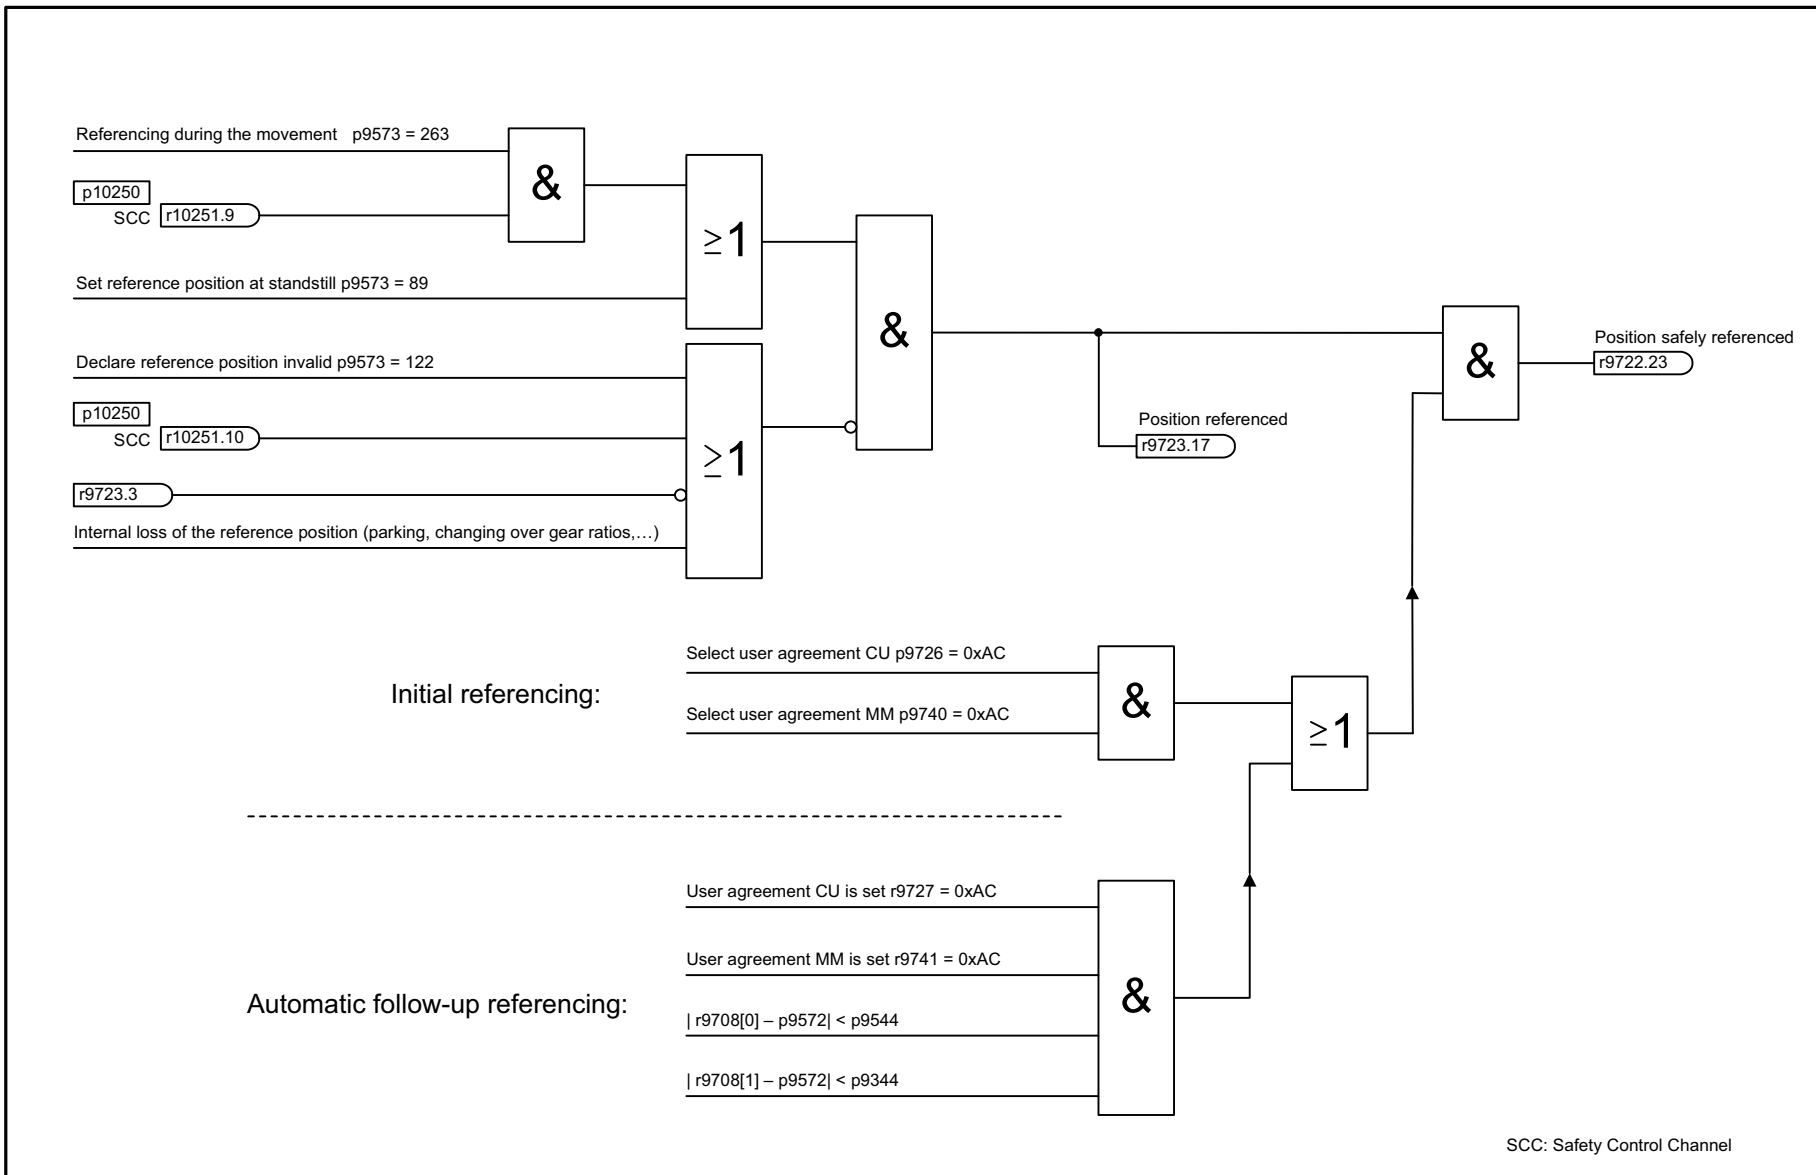 Referencing during the movement p9573 = 263
p10250
SCC r10251.9
&
≥1
Set reference position at standstill p9573 = 89
&
Declare reference position invalid p9573 = 122
p10250
SCC r10251.10
≥1
r9723.3
Internal loss of the reference position (parking, changing over gear ratios,…)
Position referenced
r9723.17
&
Position safely referenced
r9722.23
Initial referencing:
Select user agreement CU p9726 = 0xAC
Select user agreement MM p9740 = 0xAC
&
≥1
Automatic follow-up referencing:
User agreement CU is set r9727 = 0xAC
User agreement MM is set r9741 = 0xAC
| r9708[0] – p9572| < p9544
| r9708[1] – p9572| < p9344
&
SCC: Safety Control Channel